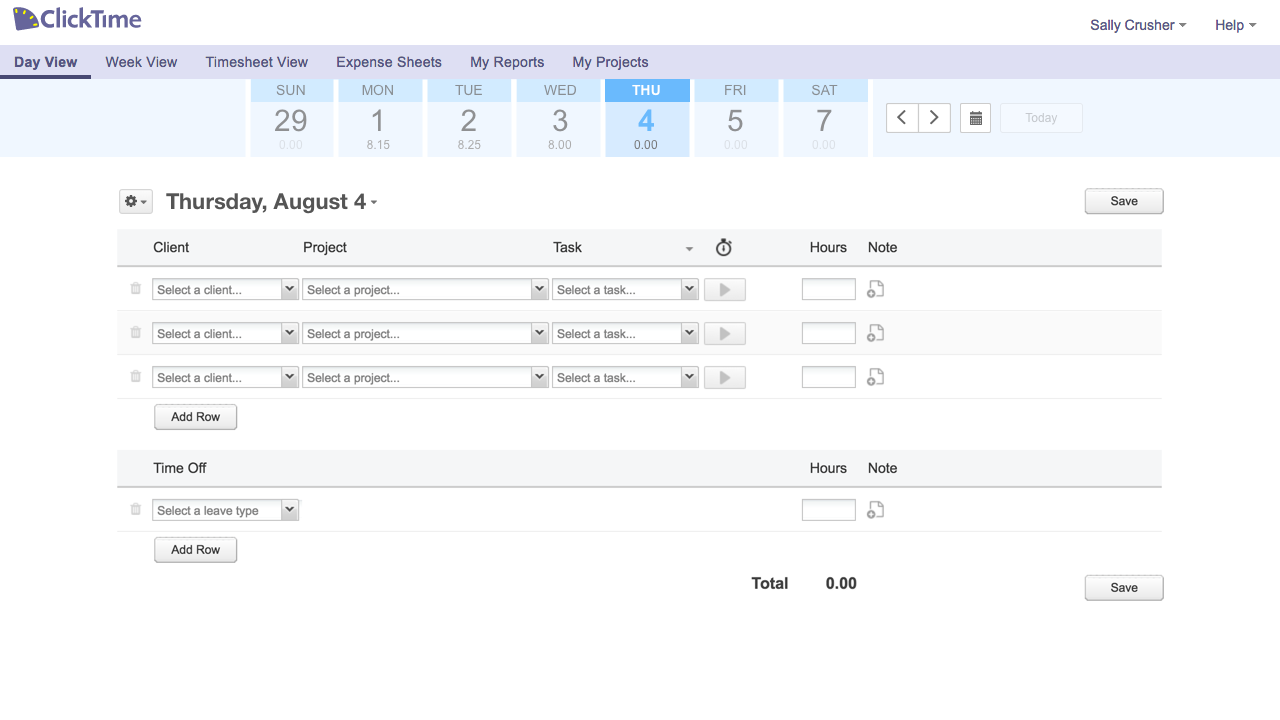 ClickTime
Sally Crusher Help
Day View Week View Timesheet View Expense Sheets My Reports My Projects
SUN MON TUE WED THU FRI SAT
29 1 2 3 4 5 7
0.00 8.15 8.25 8.00 0.00 0.00 0.00
Today
Thursday, August 4
Save
Client Project Task Hours Note
Select a client... Select a project... Select a task...
Select a client... Select a project... Select a task...
Select a client... Select a project... Select a task...
Add Row
Time Off Hours Note
Select a leave type
Add Row
Total 0.00
Save